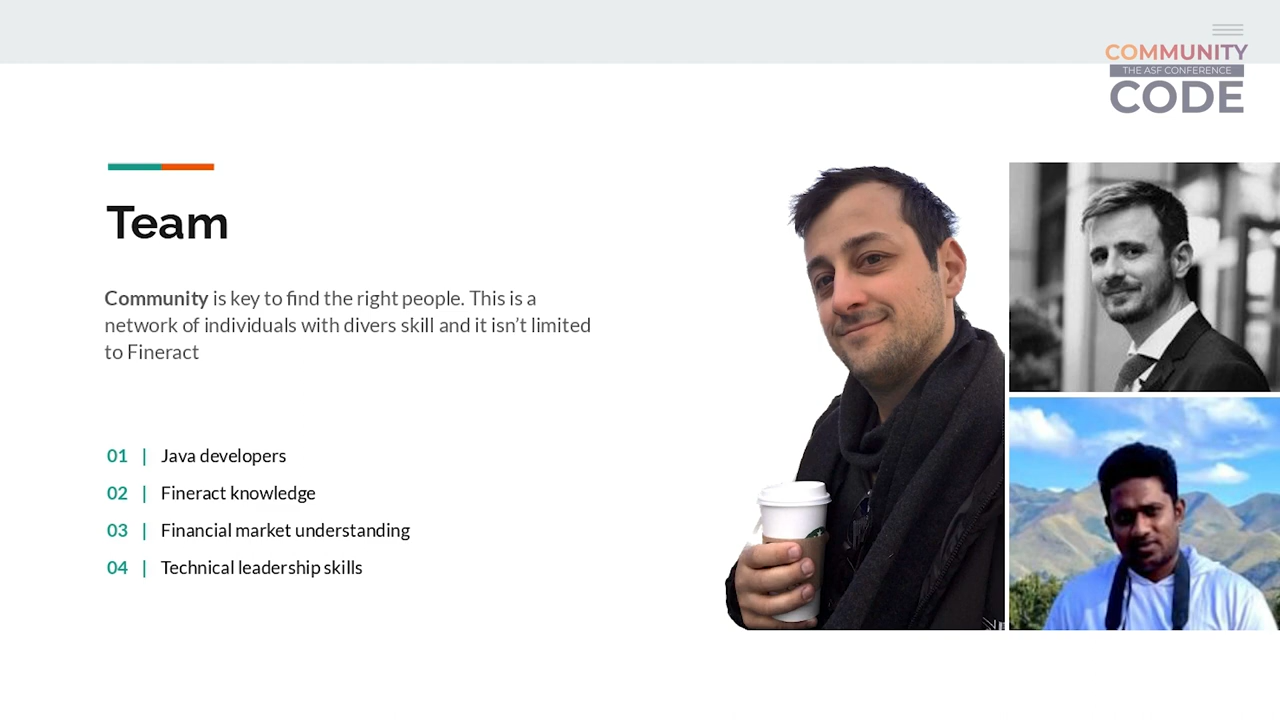 COMMUNITY
THE ASF CONFERENCE
CODE
Team
Community is key to find the right people. This is a
network of individuals with divers skill and it isn't limited
to Fineract
01 | Java developers
02 | Fineract knowledge
03 | Financial market understanding
04 | Technical leadership skills